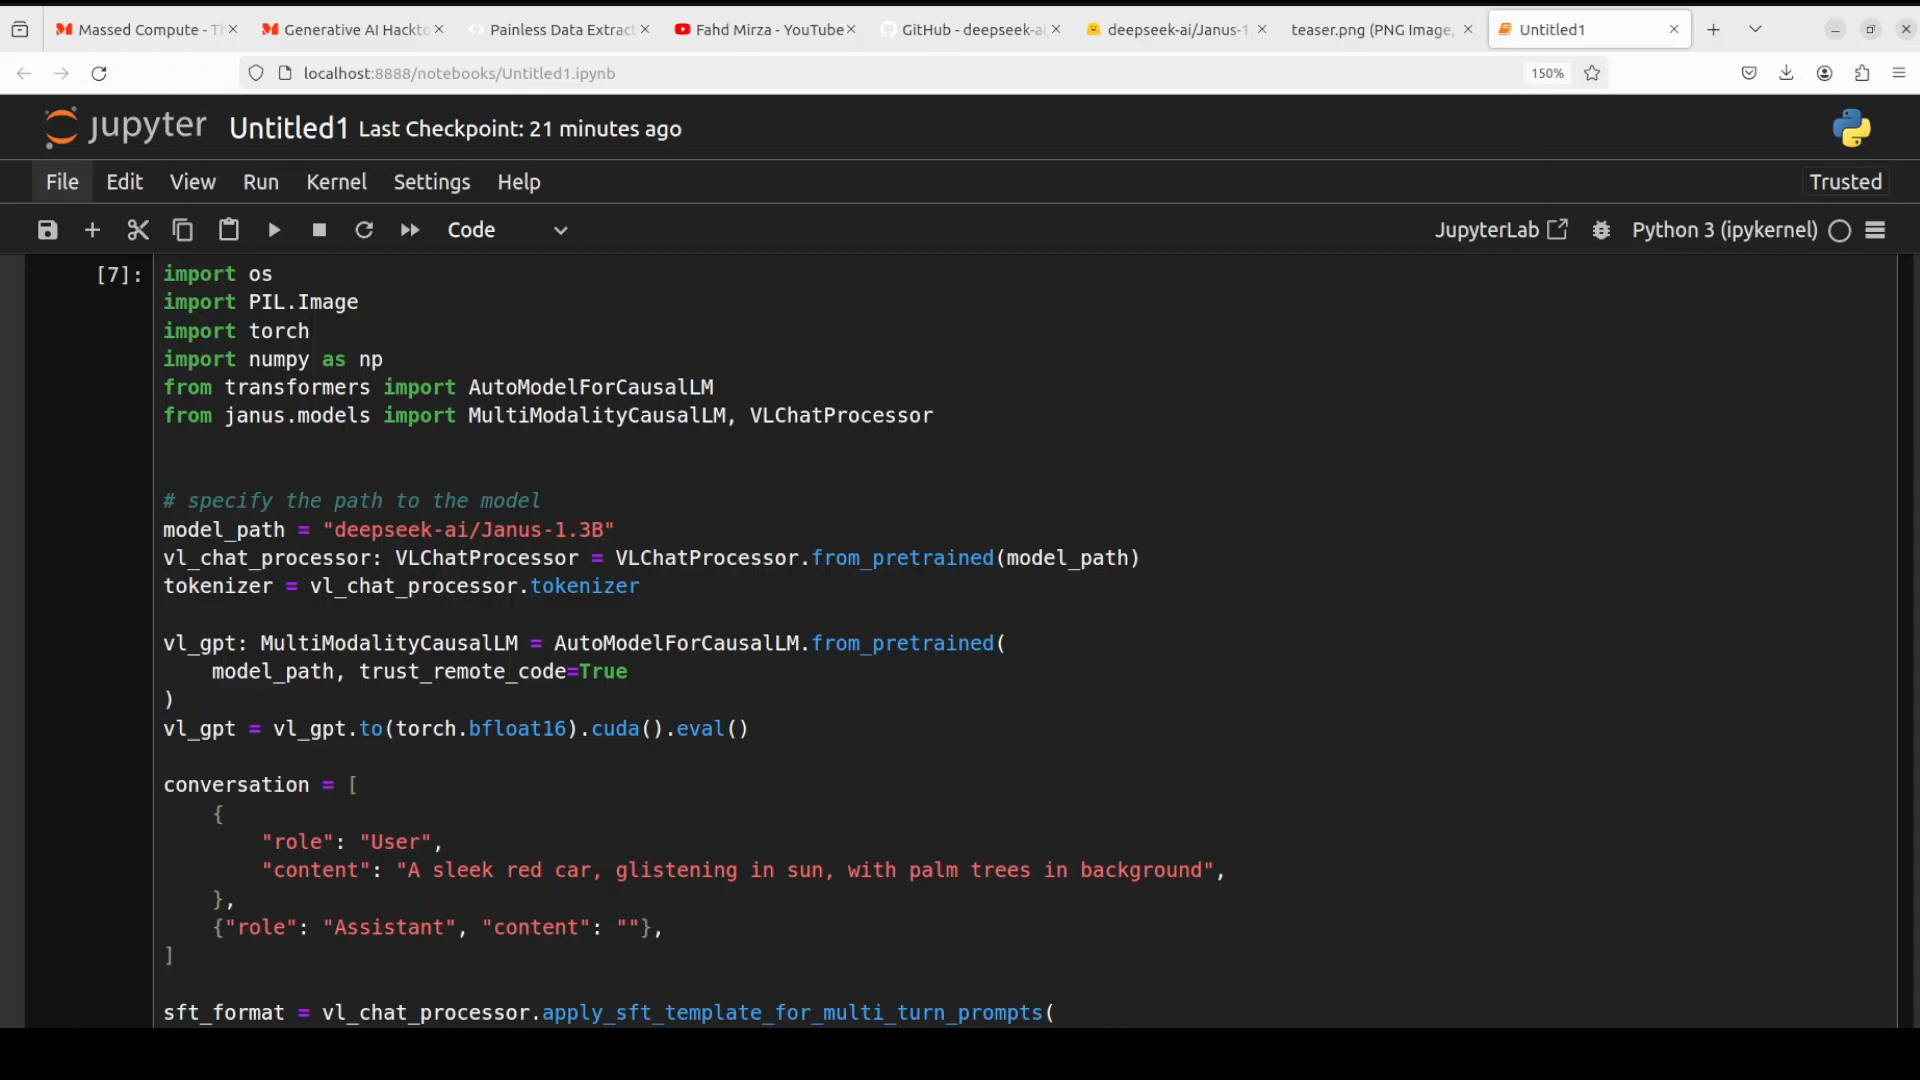 Massed Compute - Th
Generative AI Hackto
Painless Data Extract
Fahd Mirza - YouTube
GitHub - deepseek-ai
deepseek-ai/Janus-1.
teaser.png (PNG Image,
Untitled1
localhost:8888/notebooks/Untitled1.ipynb
150%
jupyter Untitled1 Last Checkpoint: 21 minutes ago
File Edit View Run Kernel Settings Help
Trusted
Code
JupyterLab
Python 3 (ipykernel)
[7]:
import os
import PIL.Image
import torch
import numpy as np
from transformers import AutoModelForCausalLM
from janus.models import MultiModalityCausalLM, VLChatProcessor
# specify the path to the model
model_path = "deepseek-ai/Janus-1.3B"
vl_chat_processor: VLChatProcessor = VLChatProcessor.from_pretrained(model_path)
tokenizer = vl_chat_processor.tokenizer
vl_gpt: MultiModalityCausalLM = AutoModelForCausalLM.from_pretrained(
    model_path, trust_remote_code=True
)
vl_gpt = vl_gpt.to(torch.bfloat16).cuda().eval()
conversation = [
    {
        "role": "User",
        "content": "A sleek red car, glistening in sun, with palm trees in background",
    },
    {"role": "Assistant", "content": ""},
]
sft_format = vl_chat_processor.apply_sft_template_for_multi_turn_prompts(